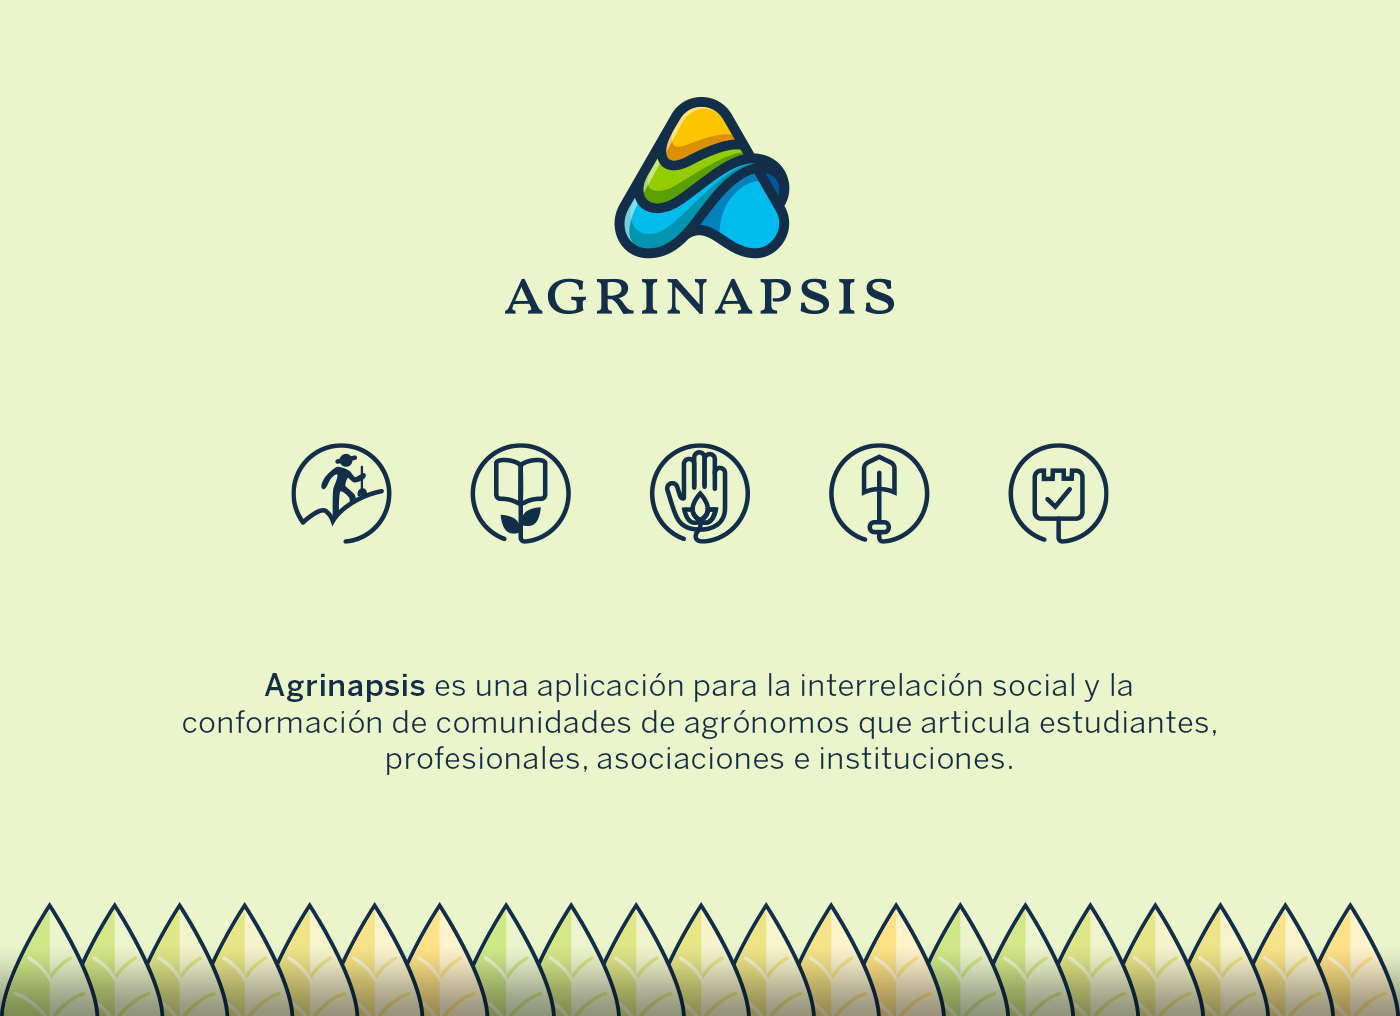 AGRINAPSIS
Agrinapsis es una aplicación para la interrelación social y la
conformación de comunidades de agrónomos que articula estudiantes,
profesionales, asociaciones e instituciones.